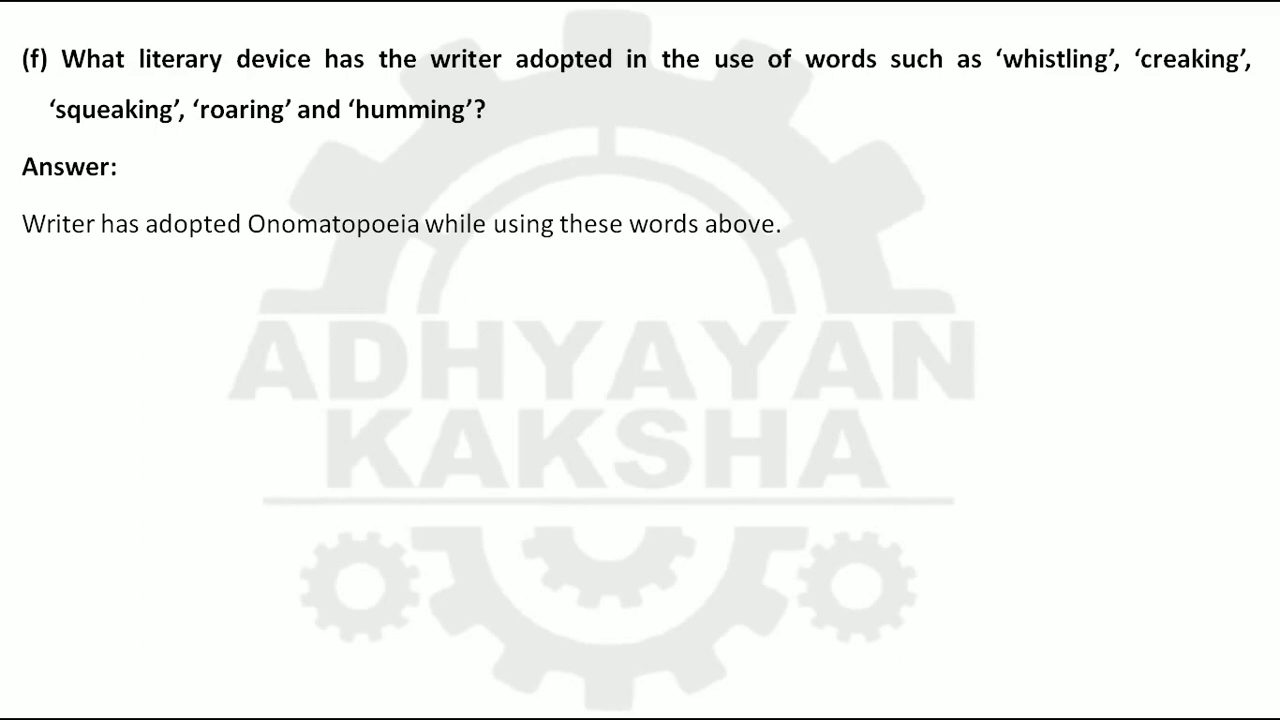 (f) What literary device has the writer adopted in the use of words such as ‘whistling’, ‘creaking’,
‘squeaking’, ‘roaring’ and ‘humming’?
Answer:
Writer has adopted Onomatopoeia while using these words above.
ADHYAYAN
KAKSHA